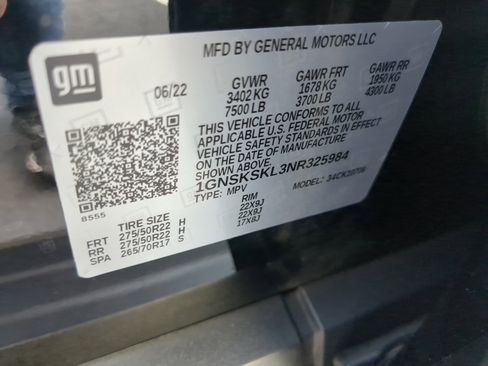 MFD BY GENERAL MOTORS LLC
gm
06/22
GVWR
3402 KG
7500 LB
GAWR FRT
1678 KG
3700 LB
GAWR RR
1950 KG
4300 LB
THIS VEHICLE CONFORMS TO ALL
APPLICABLE U.S. FEDERAL MOTOR
VEHICLE SAFETY STANDARDS IN EFFECT
ON THE DATE OF MANUFACTURE
SHOWN ABOVE.
1GNSKSKL3NR325984
TYPE: MPV
MODEL:
8555
TIRE SIZE RIM
FRT 275/50R22 H 22X9J
RR 275/50R22 H 22X9J
SPA 265/70R17 S 17X8J